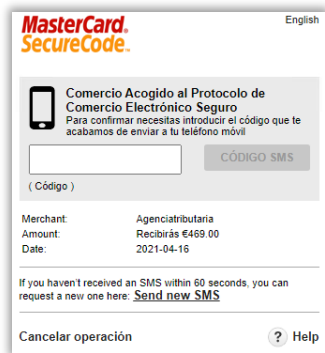 MasterCard.
SecureCode.
English
Comercio Acogido al Protocolo de
Comercio Electrónico Seguro
Para confirmar necesitas introducir el código que te
acabamos de enviar a tu teléfono móvil
CÓDIGO SMS
( Código )
Merchant: Agenciatributaria
Amount: Recibirás €469.00
Date: 2021-04-16
If you haven't received an SMS within 60 seconds, you can
request a new one here: Send new SMS
Cancelar operación
? Help